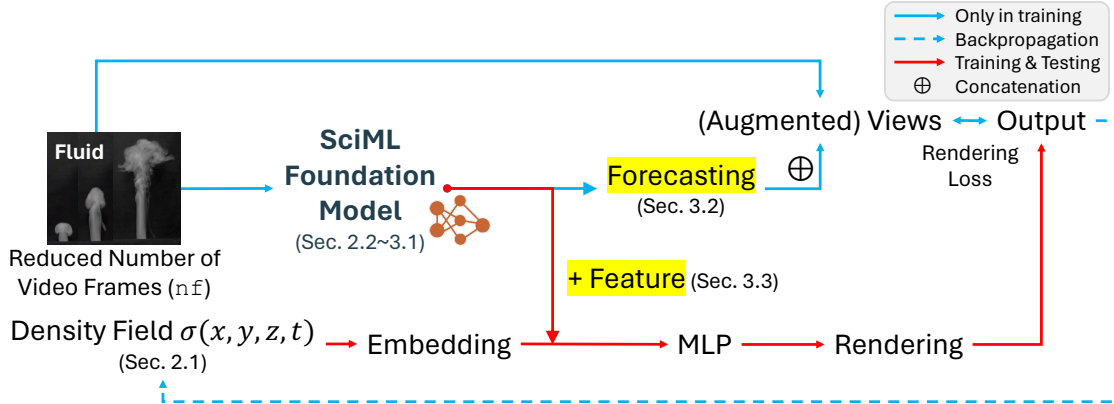 Only in training
Backpropagation
Training & Testing
⊕ Concatenation
Fluid
Reduced Number of
Video Frames (nf)
SciML
Foundation
Model
(Sec. 2.2~3.1)
Forecasting
(Sec. 3.2)
⊕
(Augmented) Views
Output
Rendering
Loss
+ Feature (Sec. 3.3)
Density Field σ(x, y, z, t)
(Sec. 2.1)
Embedding
MLP
Rendering